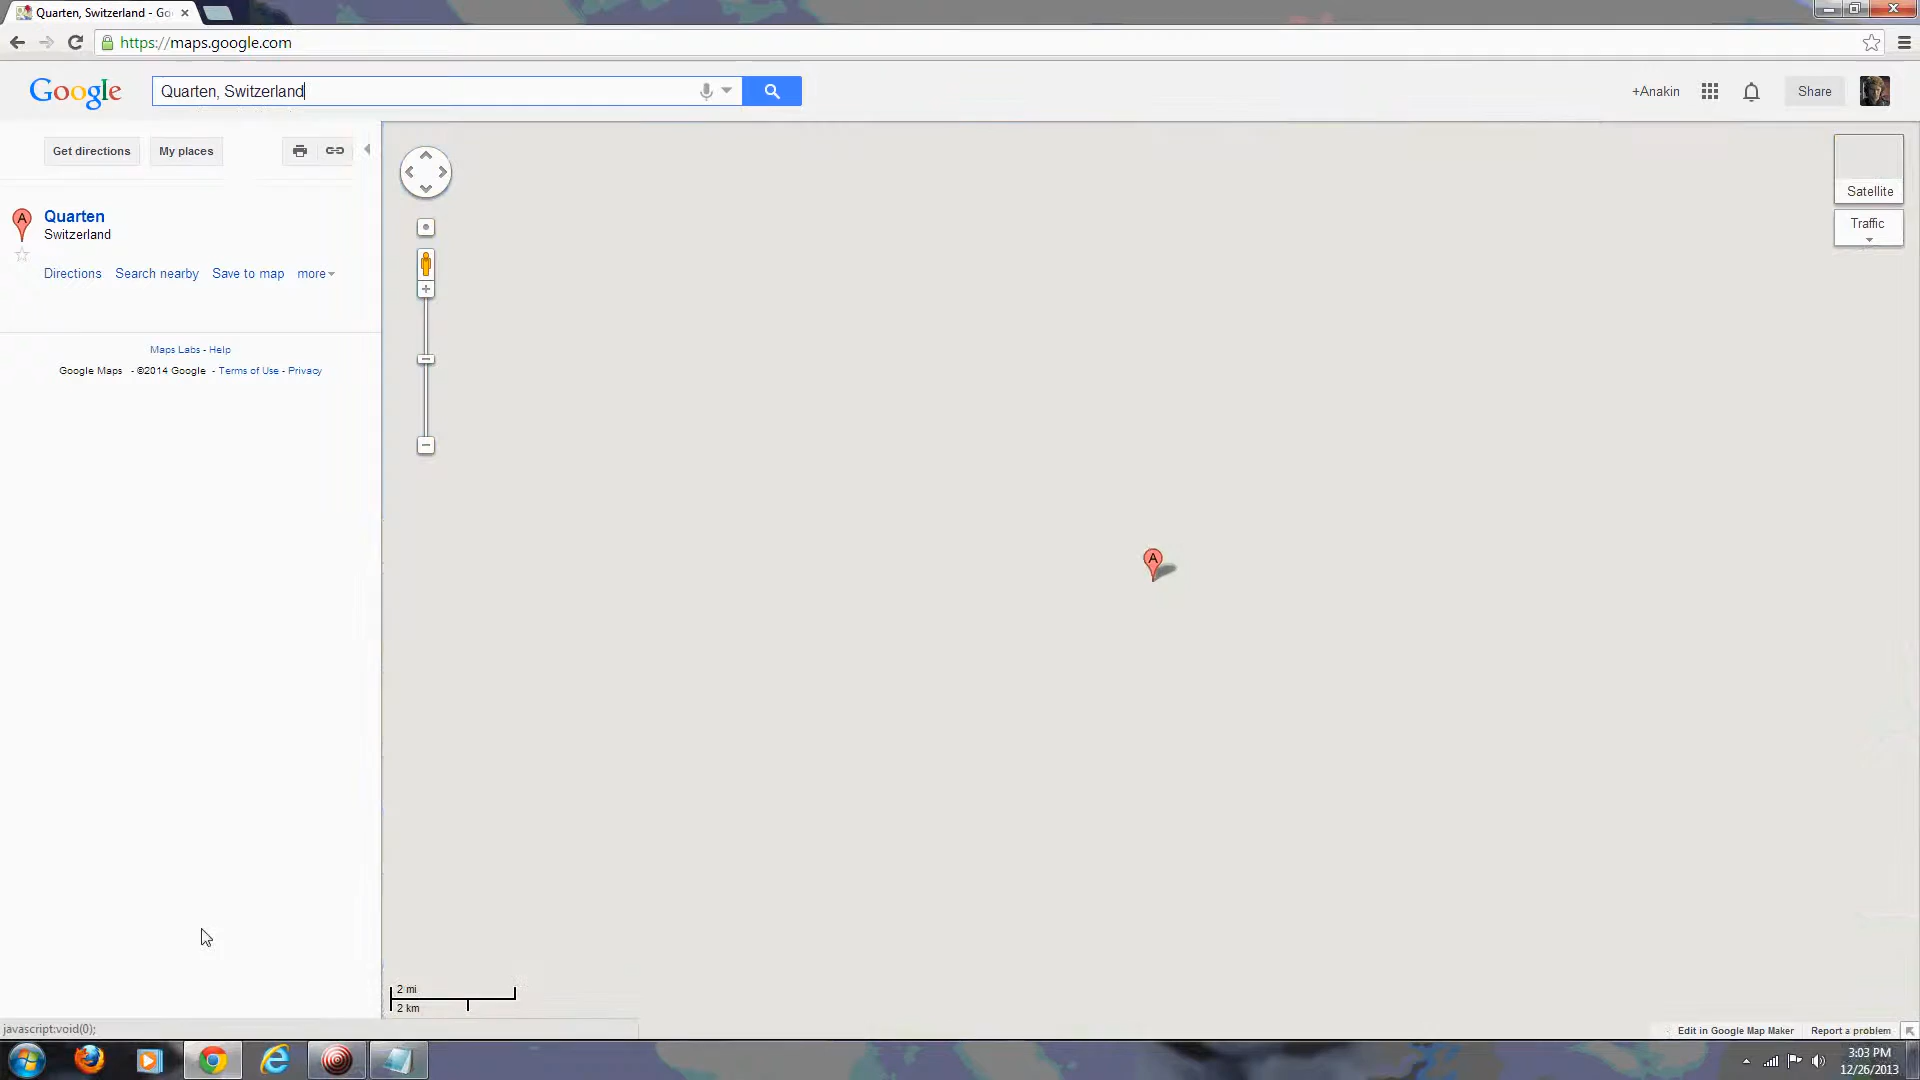 Quarten, Switzerland - Go
https://maps.google.com
Google
Quarten, Switzerland
+Anakin
Share
Get directions
My places
Satellite
Traffic
A
Quarten
Switzerland
Directions Search nearby Save to map more
Maps Labs - Help
Google Maps - ©2014 Google - Terms of Use - Privacy
A
2 mi
2 km
javascript:void(0);
Edit in Google Map Maker
Report a problem
3:03 PM
12/26/2013